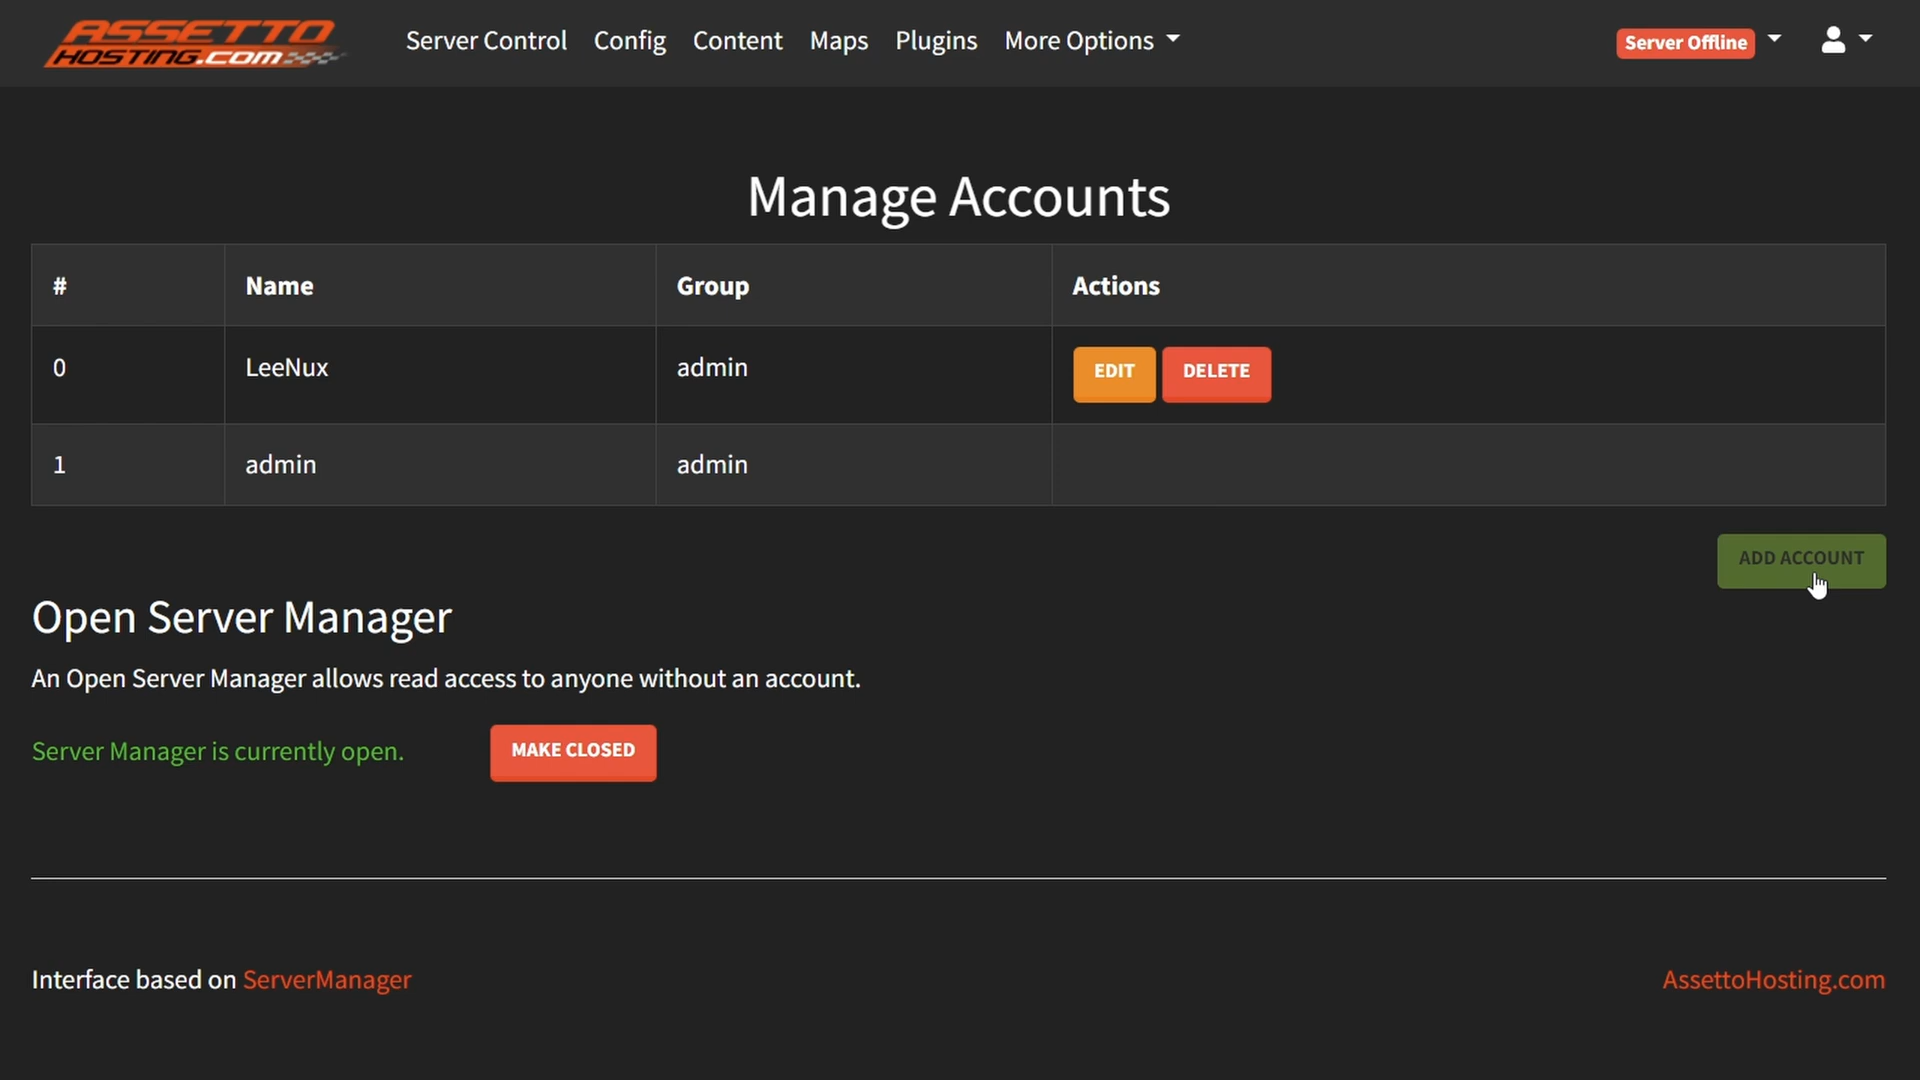 ASSETTO
HOSTING.COM
Server Control Config Content Maps Plugins More Options
Server Offline
Manage Accounts
# Name Group Actions
0 LeeNux admin EDIT DELETE
1 admin admin
ADD ACCOUNT
Open Server Manager
An Open Server Manager allows read access to anyone without an account.
Server Manager is currently open. MAKE CLOSED
Interface based on ServerManager
AssettoHosting.com